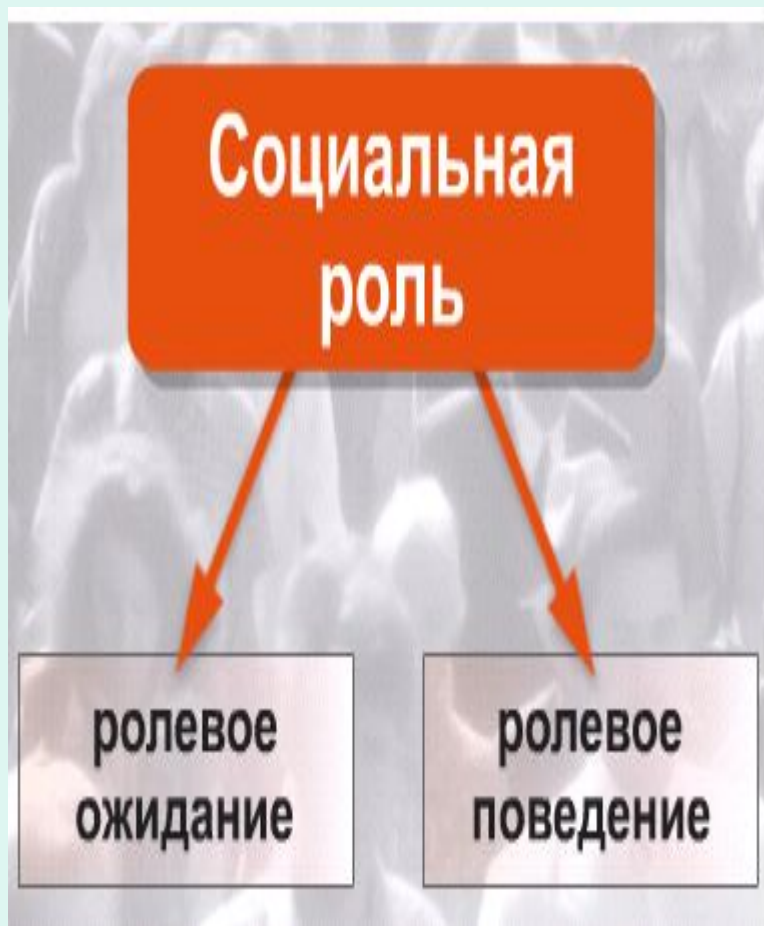 Социальная
роль
ролевое
ожидание
ролевое
поведение